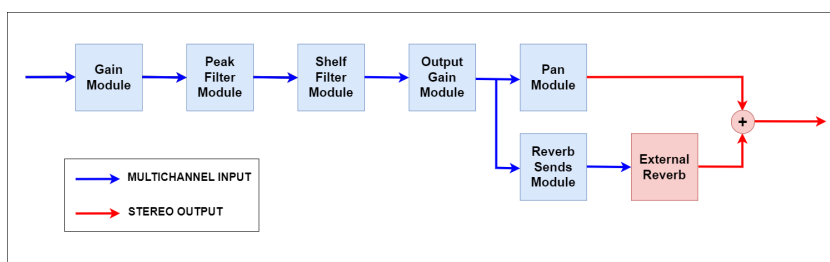 Gain
Module
Peak
Filter
Module
Shelf
Filter
Module
Output
Gain
Module
Pan
Module
+
Reverb
Sends
Module
External
Reverb
MULTICHANNEL INPUT
STEREO OUTPUT